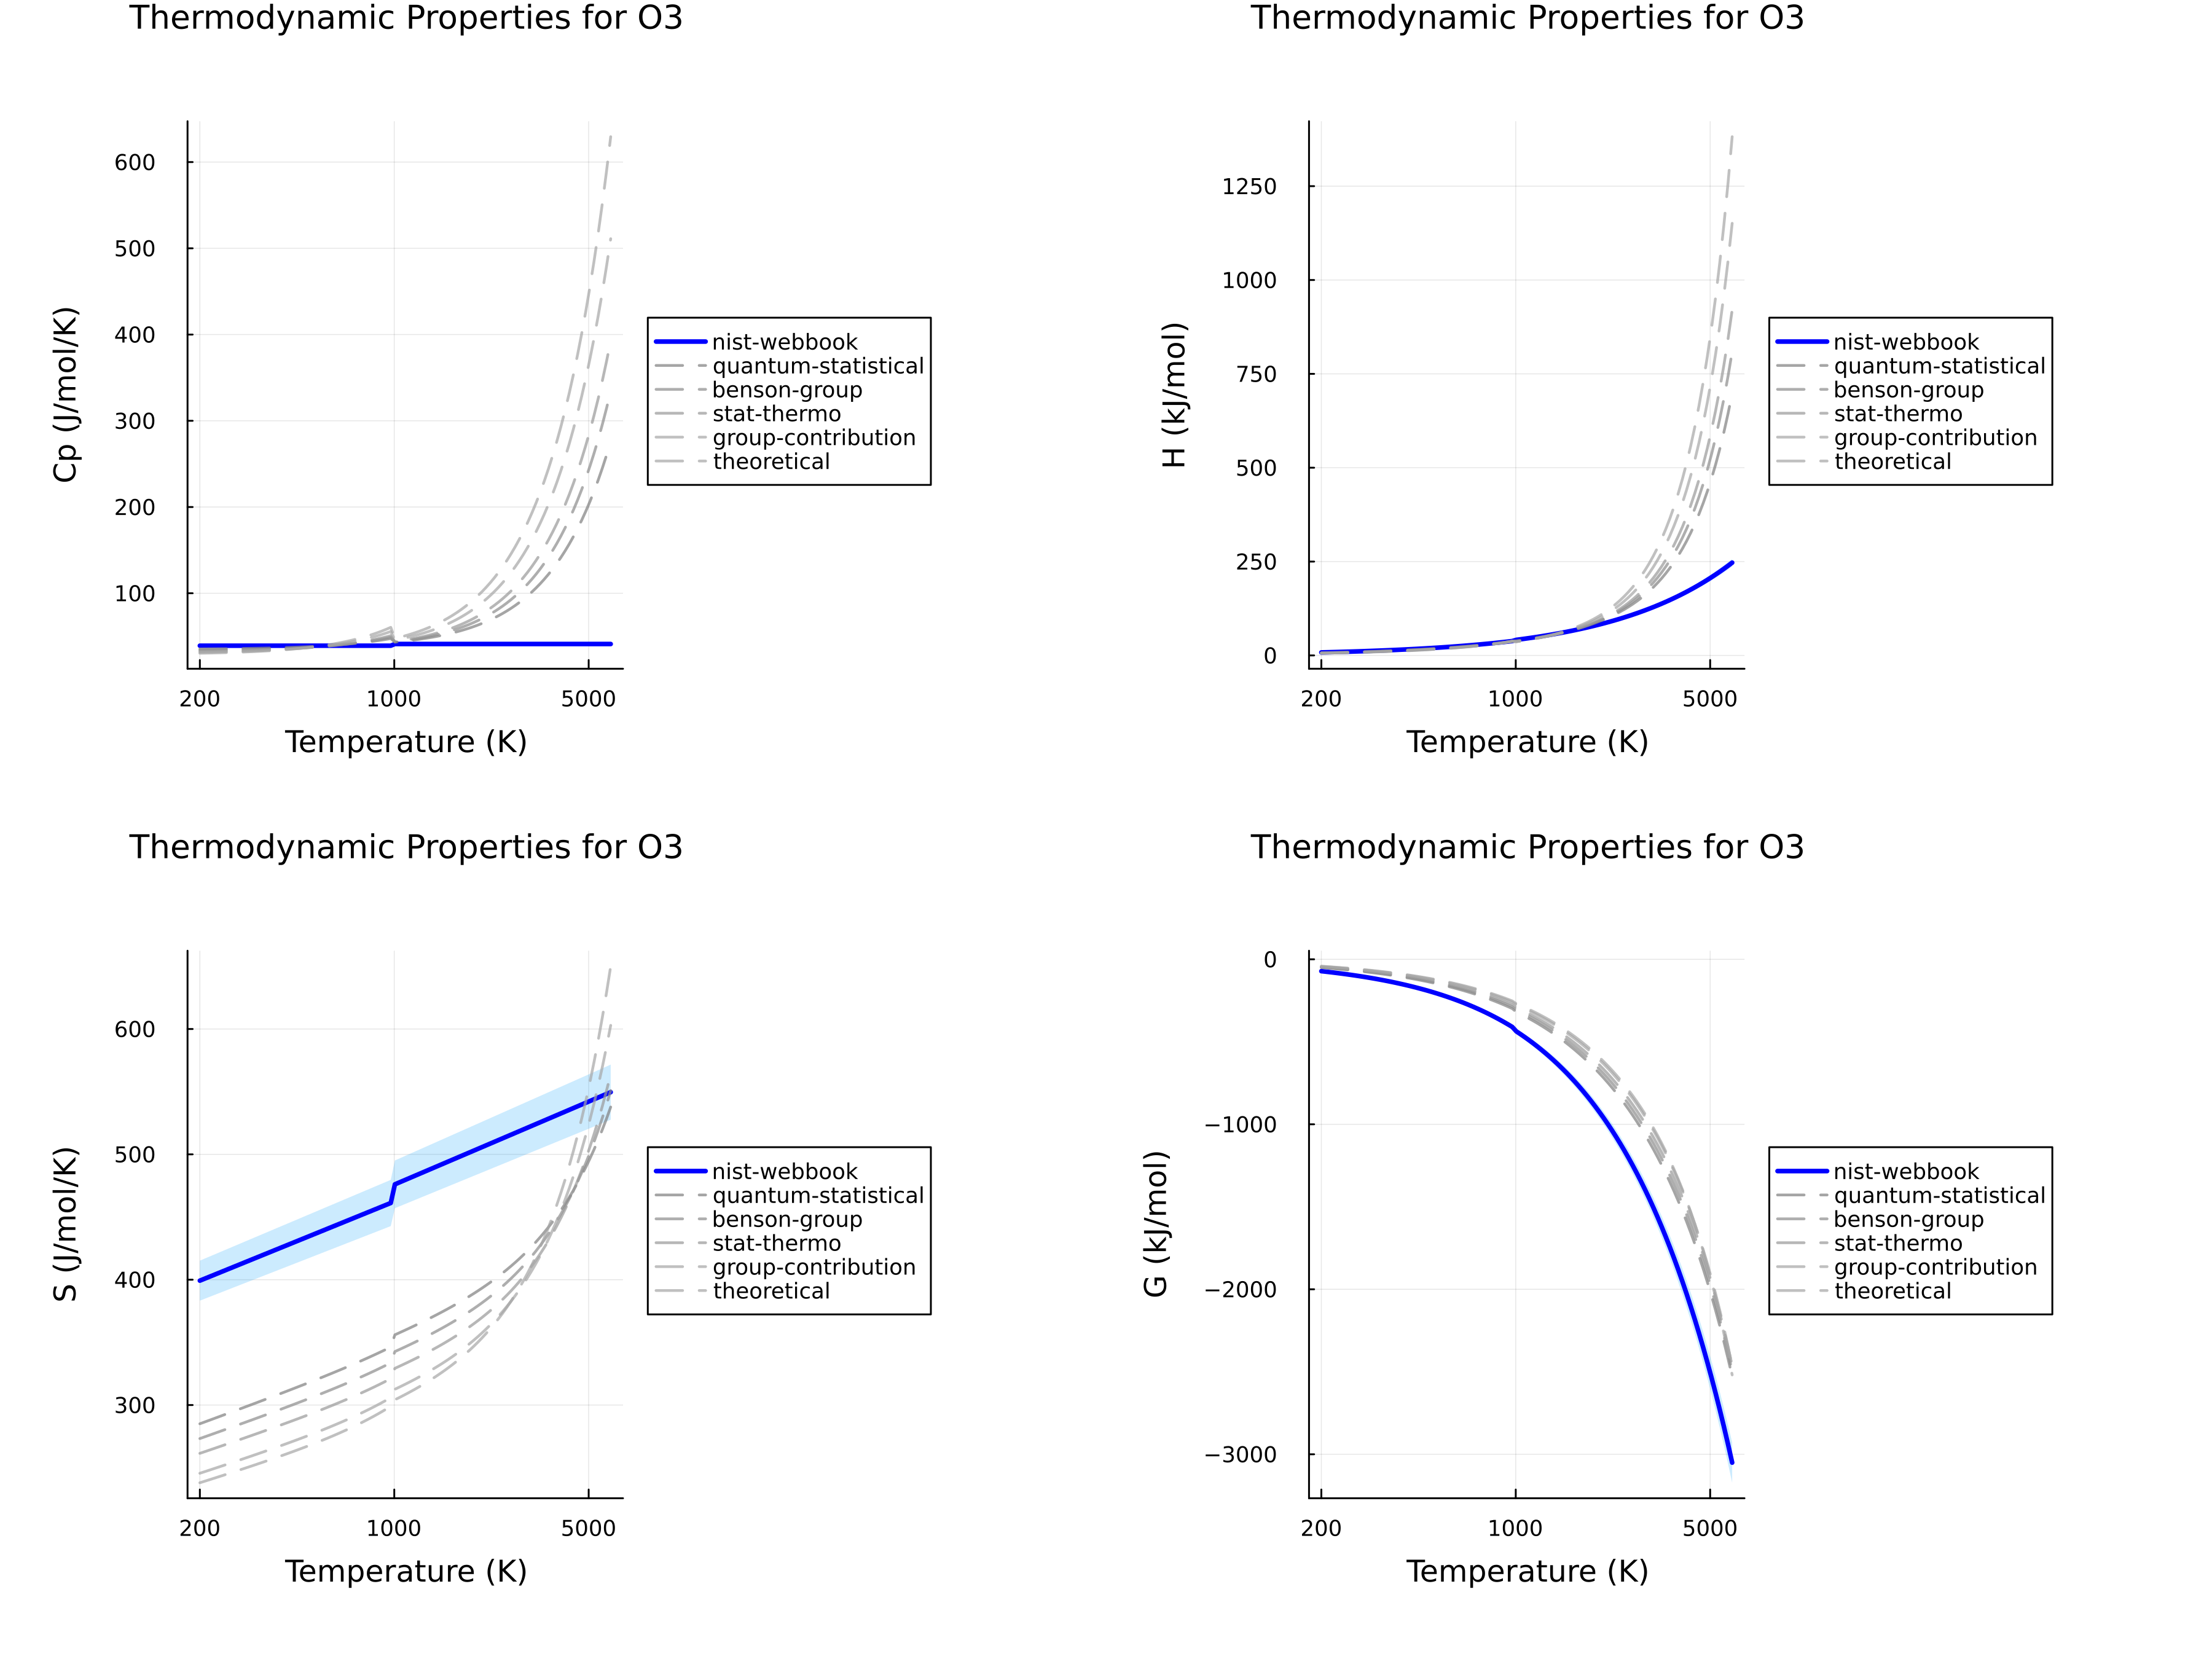 Thermodynamic Properties for O3
600
500
400
300
200
100
200
1000
5000
Cp (J/mol/K)
Temperature (K)
nist-webbook
quantum-statistical
benson-group
stat-thermo
group-contribution
theoretical
Thermodynamic Properties for O3
1250
1000
750
500
250
0
200
1000
5000
H (kJ/mol)
Temperature (K)
nist-webbook
quantum-statistical
benson-group
stat-thermo
group-contribution
theoretical
Thermodynamic Properties for O3
600
500
400
300
200
1000
5000
S (J/mol/K)
Temperature (K)
nist-webbook
quantum-statistical
benson-group
stat-thermo
group-contribution
theoretical
Thermodynamic Properties for O3
0
−1000
−2000
−3000
200
1000
5000
G (kJ/mol)
Temperature (K)
nist-webbook
quantum-statistical
benson-group
stat-thermo
group-contribution
theoretical